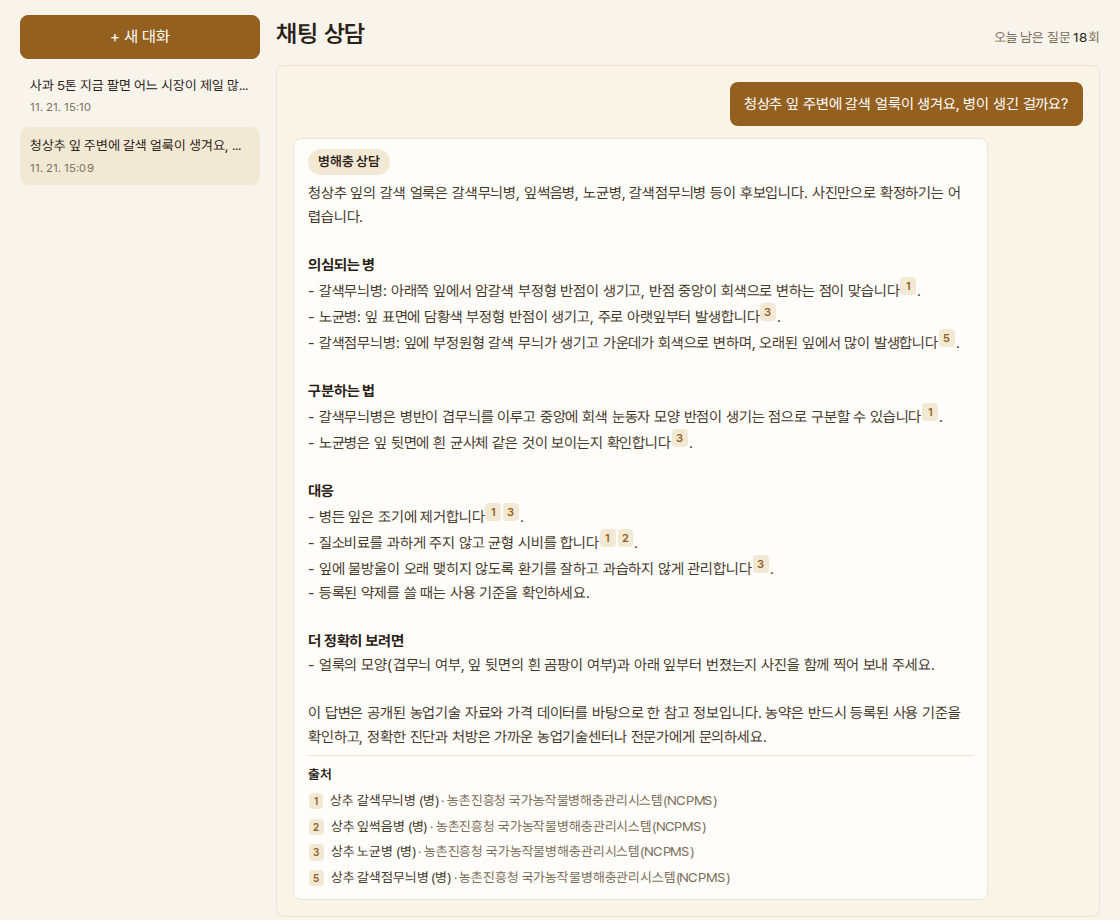 + 새 대화
사과 5톤 지금 팔면 어느 시장이 제일 많...
11. 21. 15:10
청상추 잎 주변에 갈색 얼룩이 생겨요, ...
11. 21. 15:09
채팅 상담
오늘 남은 질문 18회
청상추 잎 주변에 갈색 얼룩이 생겨요, 병이 생긴 걸까요?
병해충 상담
청상추 잎의 갈색 얼룩은 갈색무늬병, 잎썩음병, 노균병, 갈색점무늬병 등이 후보입니다. 사진만으로 확정하기는 어
렵습니다.
의심되는 병
- 갈색무늬병: 아래쪽 잎에서 암갈색 부정형 반점이 생기고, 반점 중앙이 회색으로 변하는 점이 맞습니다 1 .
- 노균병: 잎 표면에 담황색 부정형 반점이 생기고, 주로 아랫잎부터 발생합니다 3 .
- 갈색점무늬병: 잎에 부정원형 갈색 무늬가 생기고 가운데가 회색으로 변하며, 오래된 잎에서 많이 발생합니다 5 .
구분하는 법
- 갈색무늬병은 병반이 겹무늬를 이루고 중앙에 회색 눈동자 모양 반점이 생기는 점으로 구분할 수 있습니다 1 .
- 노균병은 잎 뒷면에 흰 균사체 같은 것이 보이는지 확인합니다 3 .
대응
- 병든 잎은 조기에 제거합니다 1 3 .
- 질소비료를 과하게 주지 않고 균형 시비를 합니다 1 2 .
- 잎에 물방울이 오래 맺히지 않도록 환기를 잘하고 과습하지 않게 관리합니다 3 .
- 등록된 약제를 쓸 때는 사용 기준을 확인하세요.
더 정확히 보려면
- 얼룩의 모양(겹무늬 여부, 잎 뒷면의 흰 곰팡이 여부)과 아래 잎부터 번졌는지 사진을 함께 찍어 보내 주세요.
이 답변은 공개된 농업기술 자료와 가격 데이터를 바탕으로 한 참고 정보입니다. 농약은 반드시 등록된 사용 기준을
확인하고, 정확한 진단과 처방은 가까운 농업기술센터나 전문가에게 문의하세요.
출처
1 상추 갈색무늬병 (병) · 농촌진흥청 국가농작물병해충관리시스템(NCPMS)
2 상추 잎썩음병 (병) · 농촌진흥청 국가농작물병해충관리시스템(NCPMS)
3 상추 노균병 (병) · 농촌진흥청 국가농작물병해충관리시스템(NCPMS)
5 상추 갈색점무늬병 (병) · 농촌진흥청 국가농작물병해충관리시스템(NCPMS)